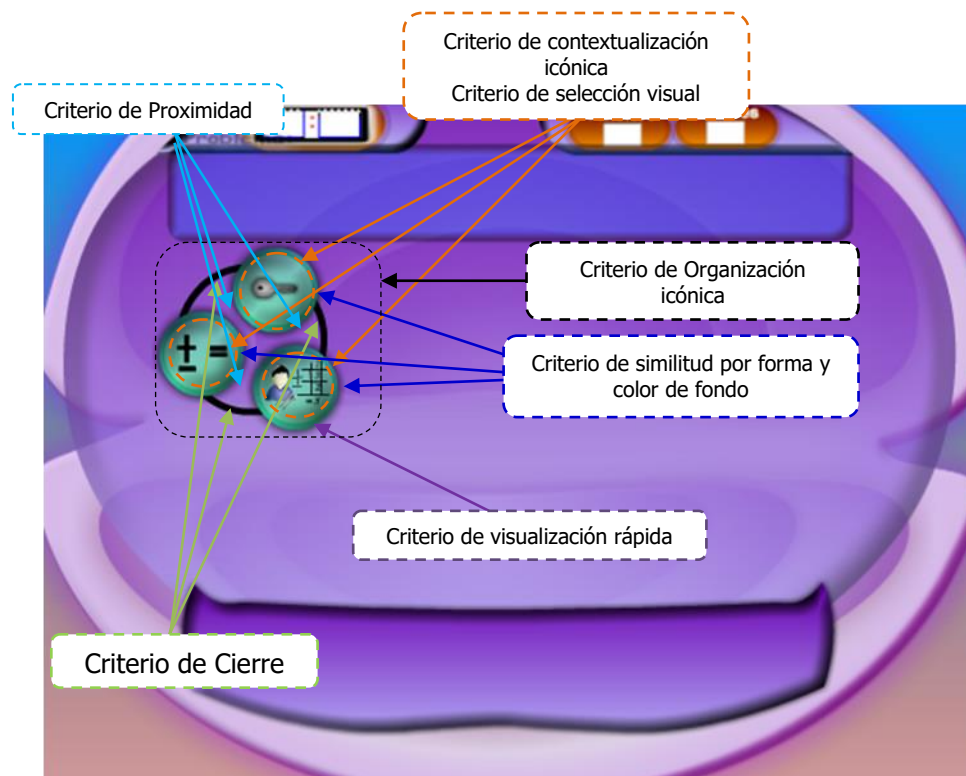 Criterio de contextualización
icónica
Criterio de selección visual
Criterio de Proximidad
Criterio de Organización
icónica
± =
Criterio de similitud por forma y
color de fondo
Criterio de visualización rápida
Criterio de Cierre